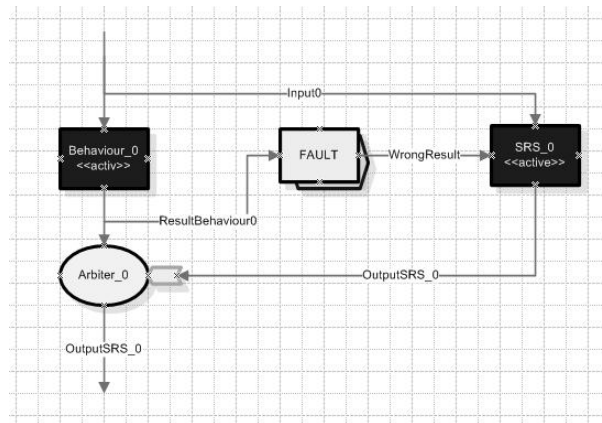 Input0
Behaviour_0
<<activ>>
FAULT
WrongResult
SRS_0
<<active>>
ResultBehaviour0
Arbiter_0
OutputSRS_0
OutputSRS_0